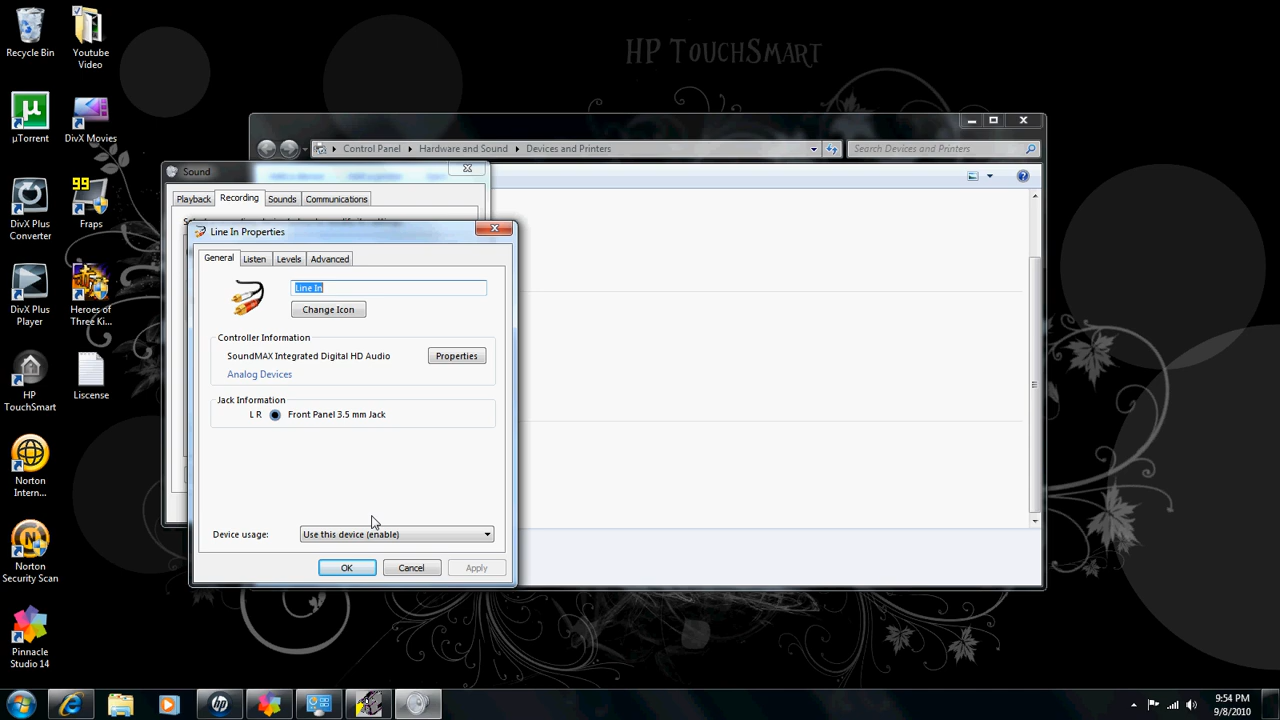 HP TouchSmart
Recycle Bin
Youtube Video
µTorrent
DivX Movies
DivX Plus Converter
99
Fraps
DivX Plus Player
Heroes of Three Ki...
HP TouchSmart
Liscense
Norton Intern...
Norton Security Scan
Pinnacle Studio 14
Control Panel
Hardware and Sound
Devices and Printers
Search Devices and Printers
Sound
Playback
Recording
Sounds
Communications
Line In Properties
General
Listen
Levels
Advanced
Line In
Change Icon
Controller Information
SoundMAX Integrated Digital HD Audio
Properties
Analog Devices
Jack Information
L R
Front Panel 3.5 mm Jack
Device usage:
Use this device (enable)
OK
Cancel
Apply
9:54 PM
9/8/2010